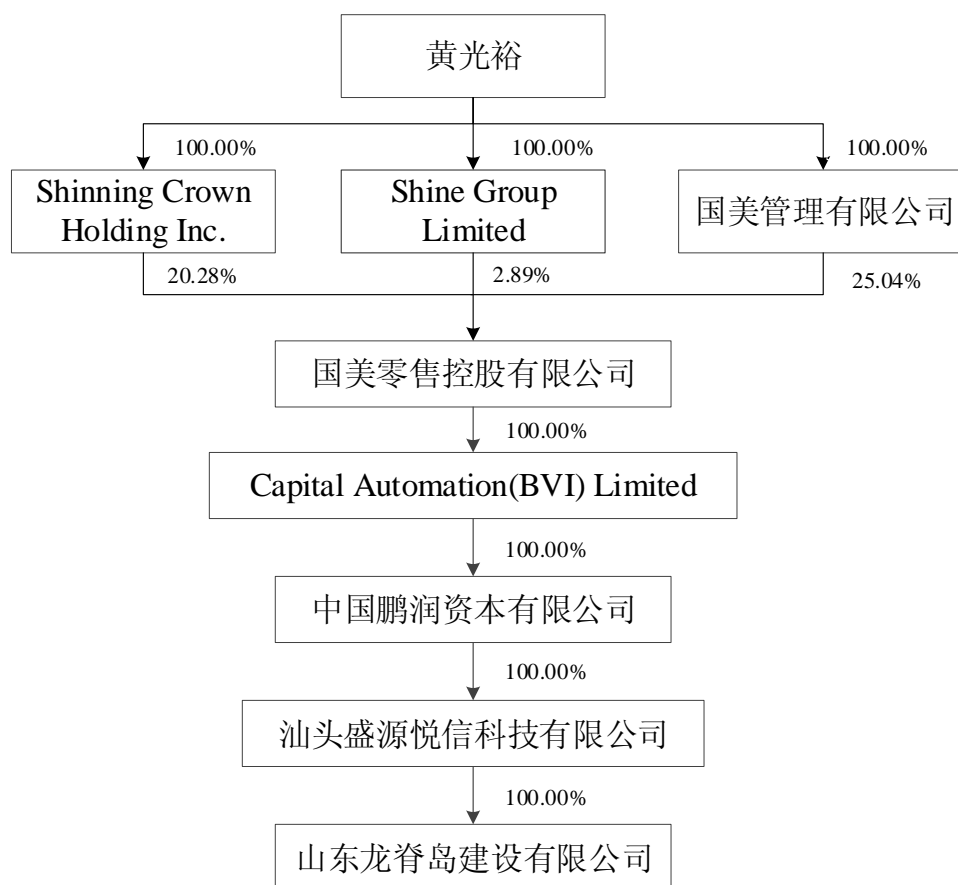 黄光裕
100.00%
100.00%
100.00%
Shinning Crown
Holding Inc.
Shine Group
Limited
国美管理有限公司
20.28%
2.89%
25.04%
国美零售控股有限公司
100.00%
Capital Automation(BVI) Limited
100.00%
中国鹏润资本有限公司
100.00%
汕头盛源悦信科技有限公司
100.00%
山东龙脊岛建设有限公司